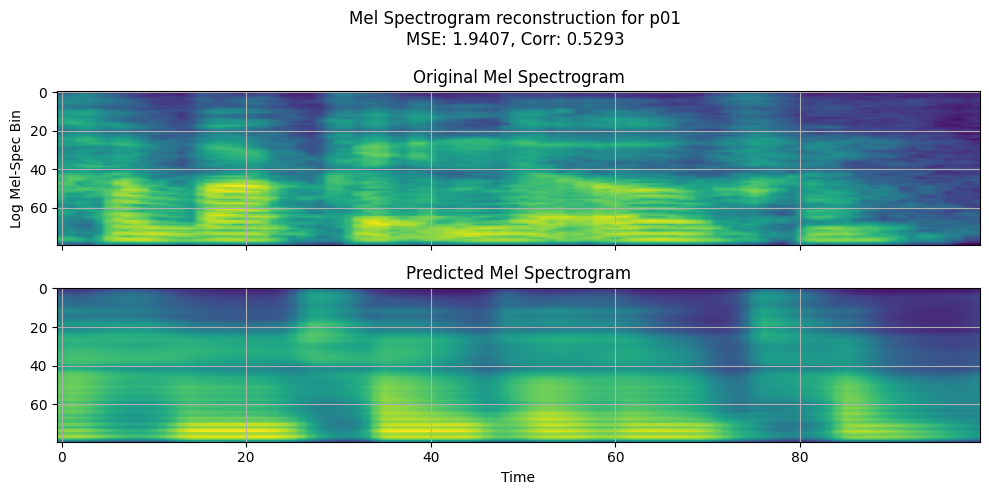 Mel Spectrogram reconstruction for p01
MSE: 1.9407, Corr: 0.5293
Original Mel Spectrogram
Log Mel-Spec Bin
0
20
40
60
Predicted Mel Spectrogram
0
20
40
60
0 20 40 60 80
Time